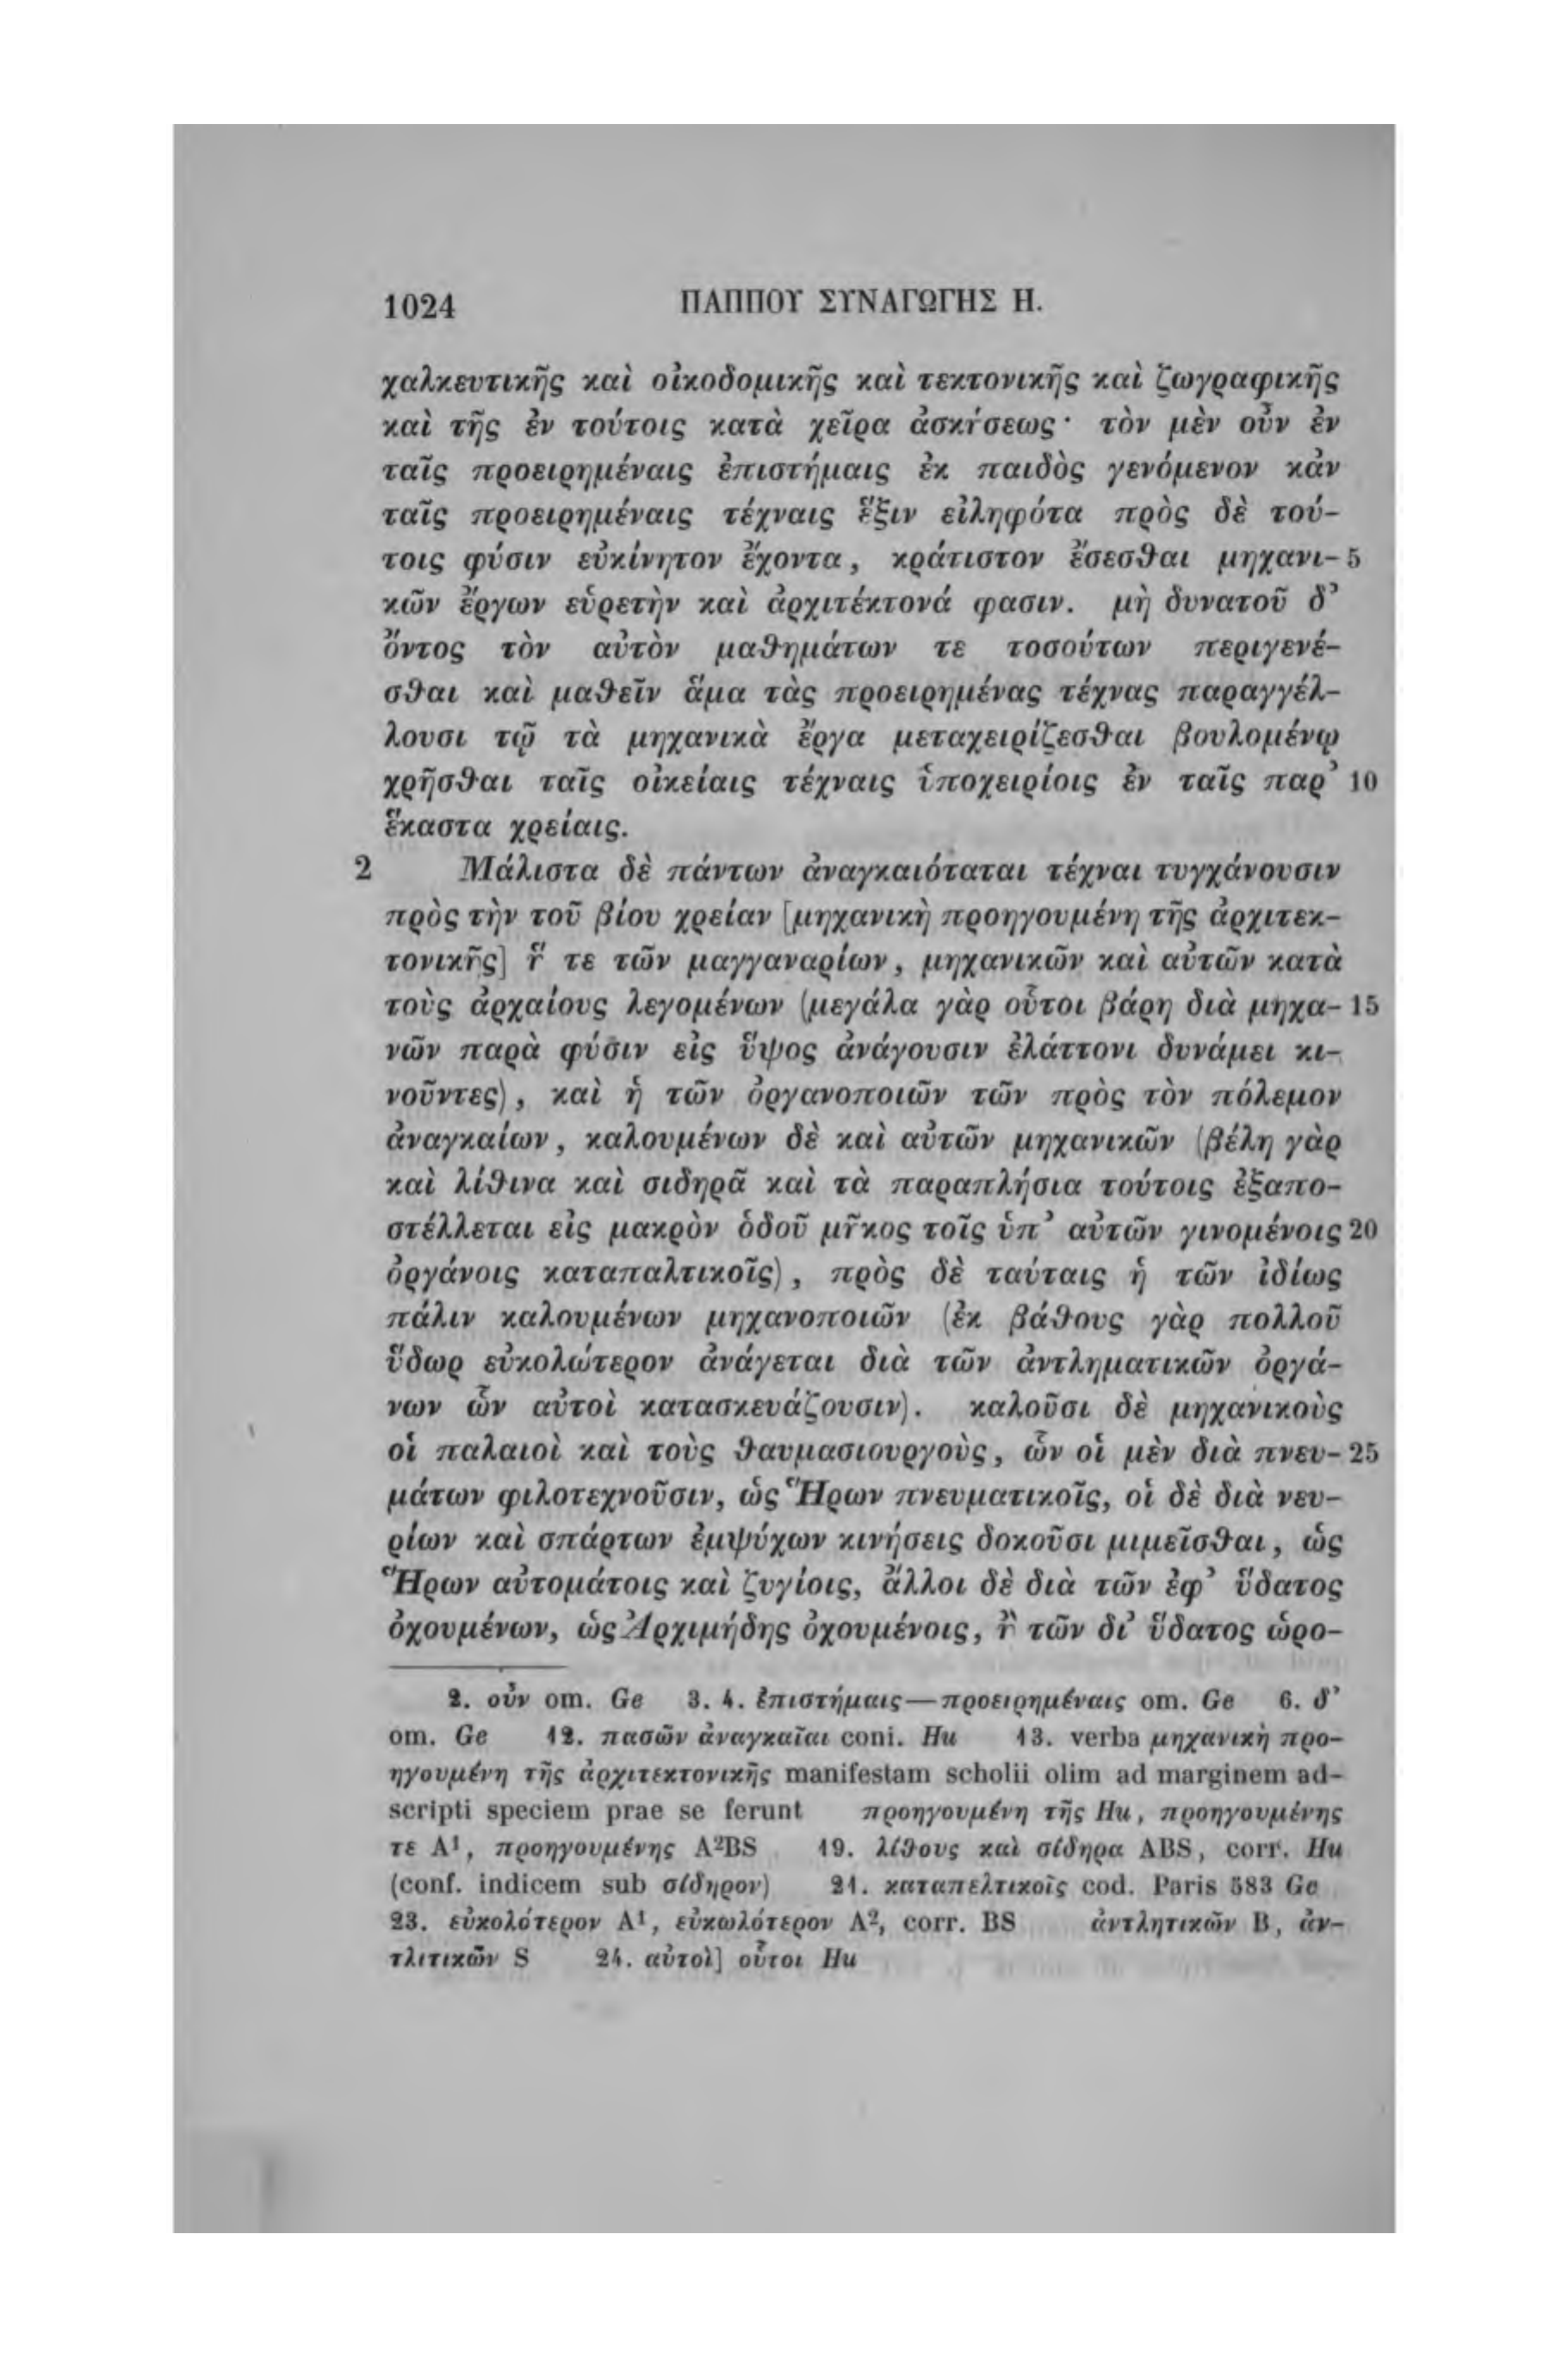 1024 ΠΑΠΠΟΥ ΣΥΝΑΓΩΓΗΣ Η.
χαλκευτικῆς καὶ οἰκοδομικῆς καὶ τεκτονικῆς καὶ ζωγραφικῆς
καὶ τῆς ἐν τούτοις κατὰ χεῖρα ἀσκήσεως· τὸν μὲν οὖν ἐν
ταῖς προειρημέναις ἐπιστήμαις ἐκ παιδὸς γενόμενον κἀν
ταῖς προειρημέναις τέχναις ἕξιν εἰληφότα πρὸς δὲ τού-
τοις φύσιν εὐκίνητον ἔχοντα, κράτιστον ἔσεσθαι μηχανι- 5
κῶν ἔργων εὑρετὴν καὶ ἀρχιτέκτονά φασιν. μὴ δυνατοῦ δ’
ὄντος τὸν αὐτὸν μαθημάτων τε τοσούτων περιγενέ-
σθαι καὶ μαθεῖν ἅμα τὰς προειρημένας τέχνας παραγγέλ-
λουσι τῷ τὰ μηχανικὰ ἔργα μεταχειρίζεσθαι βουλομένῳ
χρῆσθαι ταῖς οἰκείαις τέχναις ὑποχειρίοις ἐν ταῖς παρ’ 10
ἕκαστα χρείαις.
2 Μάλιστα δὲ πάντων ἀναγκαιόταται τέχναι τυγχάνουσιν
πρὸς τὴν τοῦ βίου χρείαν [μηχανικὴ προηγουμένη τῆς ἀρχιτεκ-
τονικῆς] ἥ τε τῶν μαγγαναρίων, μηχανικῶν καὶ αὐτῶν κατὰ
τοὺς ἀρχαίους λεγομένων (μεγάλα γὰρ οὗτοι βάρη διὰ μηχα- 15
νῶν παρὰ φύσιν εἰς ὕψος ἀνάγουσιν ἐλάττονι δυνάμει κι-
νοῦντες), καὶ ἡ τῶν ὀργανοποιῶν τῶν πρὸς τὸν πόλεμον
ἀναγκαίων, καλουμένων δὲ καὶ αὐτῶν μηχανικῶν (βέλη γὰρ
καὶ λίθινα καὶ σιδηρᾶ καὶ τὰ παραπλήσια τούτοις ἐξαπο-
στέλλεται εἰς μακρὸν ὁδοῦ μῆκος τοῖς ὑπ’ αὐτῶν γινομένοις 20
ὀργάνοις καταπαλτικοῖς), πρὸς δὲ ταύταις ἡ τῶν ἰδίως
πάλιν καλουμένων μηχανοποιῶν (ἐκ βάθους γὰρ πολλοῦ
ὕδωρ εὐκολώτερον ἀνάγεται διὰ τῶν ἀντληματικῶν ὀργά-
νων ὧν αὐτοὶ κατασκευάζουσιν). καλοῦσι δὲ μηχανικοὺς
οἱ παλαιοὶ καὶ τοὺς θαυμασιουργοὺς, ὧν οἱ μὲν διὰ πνευ- 25
μάτων φιλοτεχνοῦσιν, ὡς Ἥρων πνευματικοῖς, οἱ δὲ διὰ νευ-
ρίων καὶ σπάρτων ἐμψύχων κινήσεις δοκοῦσι μιμεῖσθαι, ὡς
Ἥρων αὐτομάτοις καὶ ζυγίοις, ἄλλοι δὲ διὰ τῶν ἐφ’ ὕδατος
ὀχουμένων, ὡς Ἀρχιμήδης ὀχουμένοις, ἢ τῶν δι’ ὕδατος ὡρο-
2. οὖν om. Ge 3. 4. ἐπιστήμαις—προειρημέναις om. Ge 6. δ’
om. Ge 12. πασῶν ἀναγκαῖαι coni. Hu 13. verba μηχανικὴ προ-
ηγουμένη τῆς ἀρχιτεκτονικῆς manifestam scholii olim ad marginem ad-
scripti speciem prae se ferunt προηγουμένη τῆς Hu, προηγουμένης
τε A¹, προηγουμένης A²BS 19. λίθους καὶ σίδηρα ABS, corr. Hu
(conf. indicem sub σίδηρον) 21. καταπελτικοῖς cod. Paris 583 Ge
23. εὐκολότερον A¹, εὐκωλότερον A², corr. BS ἀντλητικῶν B, ἀν-
τλιτικῶν S 24. αὐτοὶ] οὗτοι Hu